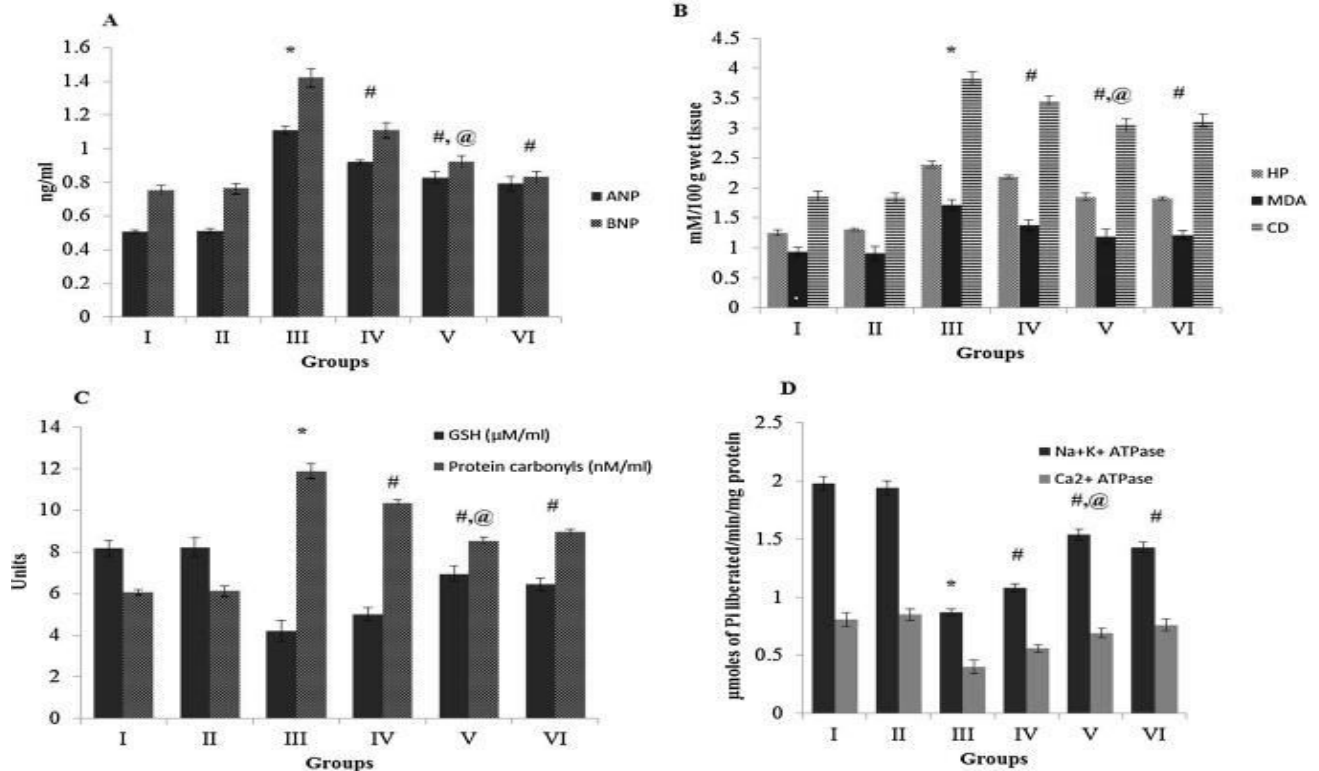 A
1.6
1.4
1.2
1
0.8
0.6
0.4
0.2
0
ng/ml
*
#
#, @
#
ANP
BNP
I II III IV V VI
Groups
B
4.5
4
3.5
3
2.5
2
1.5
1
0.5
0
mM/100 g wet tissue
*
#
#,@
#
HP
MDA
CD
I II III IV V VI
Groups
C
14
12
10
8
6
4
2
0
Units
GSH (µM/ml)
Protein carbonyls (nM/ml)
*
#
#,@
#
I II III IV V VI
Groups
D
2.5
2
1.5
1
0.5
0
µmoles of Pi liberated/min/mg protein
Na+K+ ATPase
Ca2+ ATPase
*
#
#,@
#
I II III IV V VI
Groups